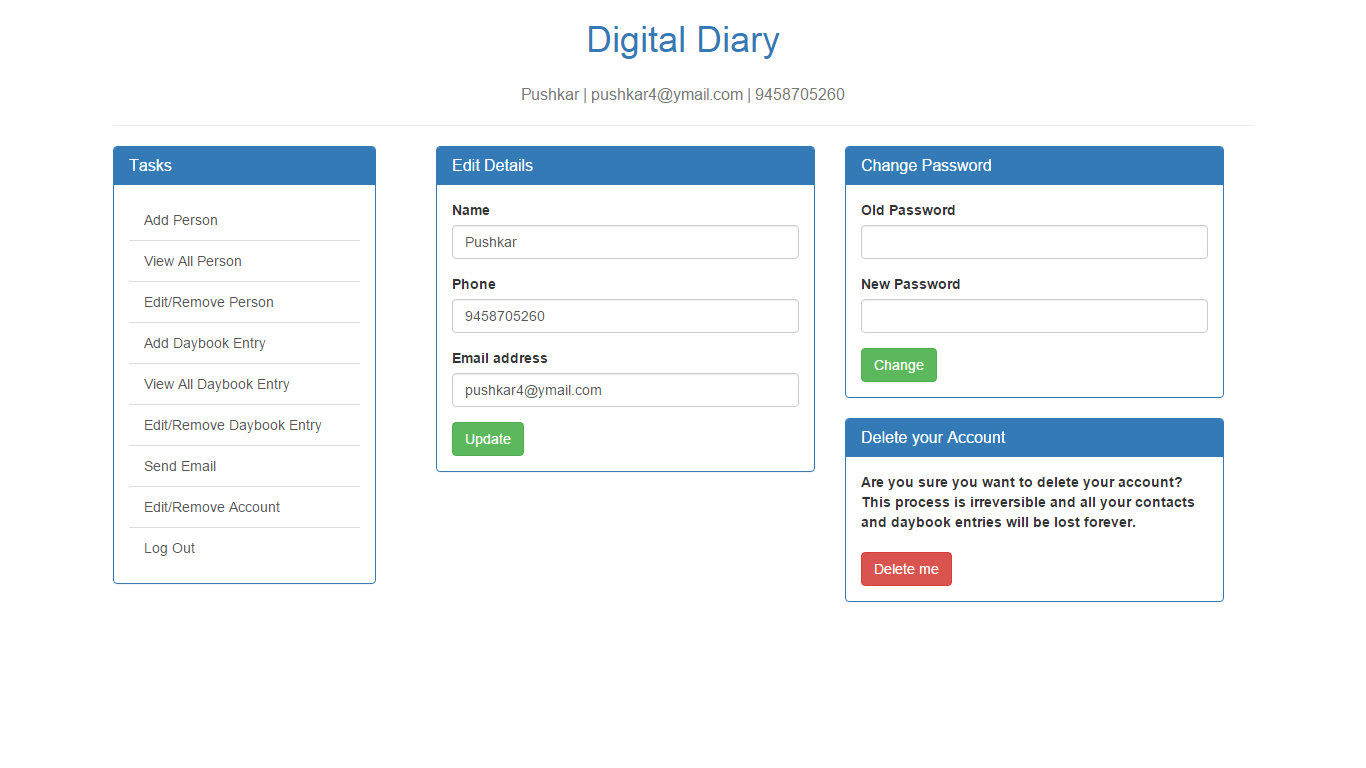 Digital Diary
Pushkar | pushkar4@ymail.com | 9458705260
Tasks
Add Person
View All Person
Edit/Remove Person
Add Daybook Entry
View All Daybook Entry
Edit/Remove Daybook Entry
Send Email
Edit/Remove Account
Log Out
Edit Details
Name
Pushkar
Phone
9458705260
Email address
pushkar4@ymail.com
Update
Change Password
Old Password
New Password
Change
Delete your Account
Are you sure you want to delete your account?
This process is irreversible and all your contacts
and daybook entries will be lost forever.
Delete me